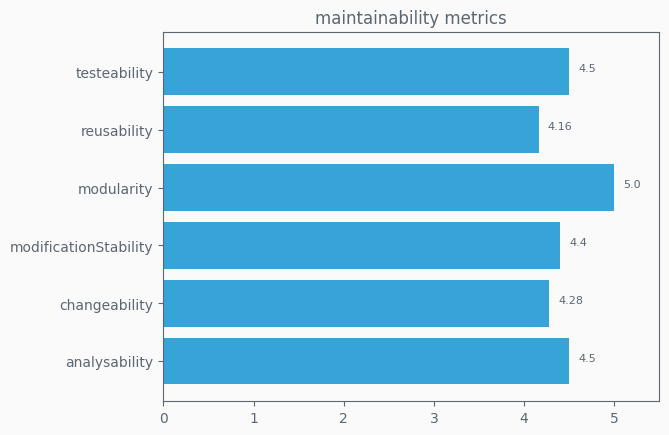 maintainability metrics
testeability 4.5
reusability 4.16
modularity 5.0
modificationStability 4.4
changeability 4.28
analysability 4.5
0 1 2 3 4 5